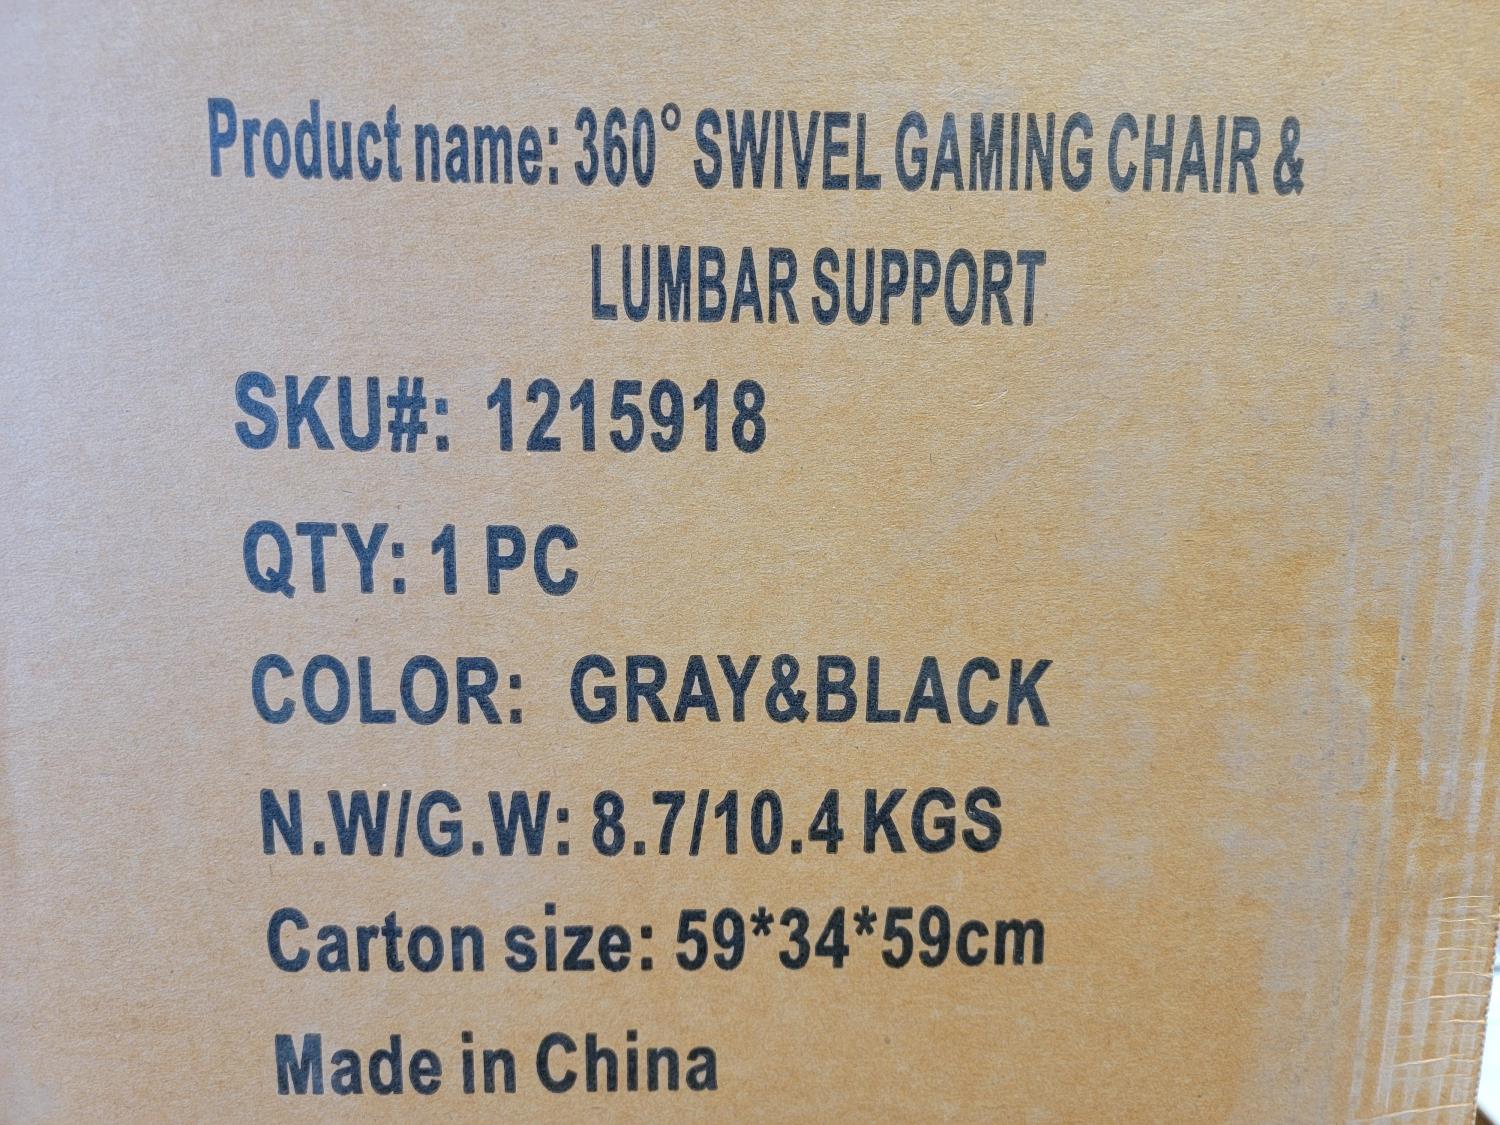 Product name: 360° SWIVEL GAMING CHAIR &
LUMBAR SUPPORT
SKU#: 1215918
QTY: 1 PC
COLOR: GRAY&BLACK
N.W/G.W: 8.7/10.4 KGS
Carton size: 59*34*59cm
Made in China